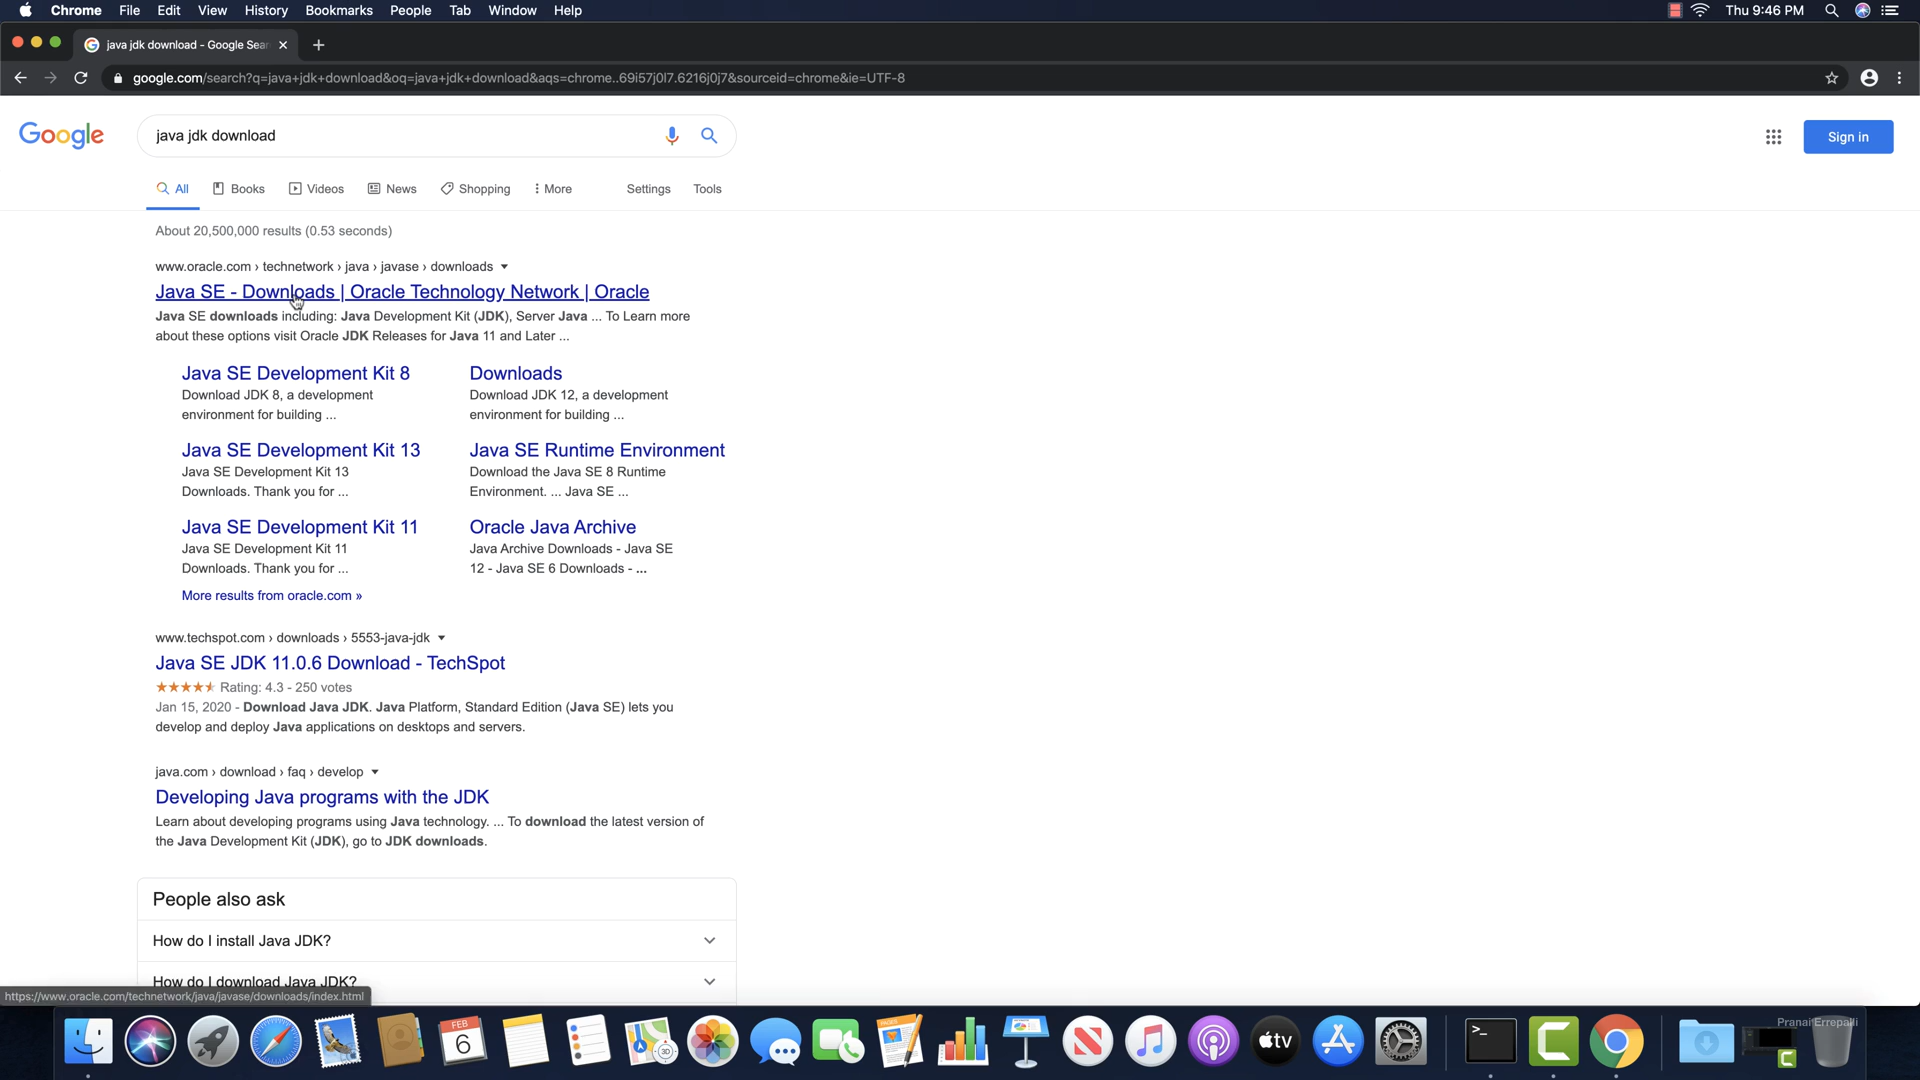 Chrome File Edit View History Bookmarks People Tab Window Help Thu 9:46 PM
java jdk download - Google Sear
google.com/search?q=java+jdk+download&oq=java+jdk+download&aqs=chrome..69i57j0l7.6216j0j7&sourceid=chrome&ie=UTF-8
Google java jdk download Sign in
All Books Videos News Shopping More Settings Tools
About 20,500,000 results (0.53 seconds)
www.oracle.com › technetwork › java › javase › downloads
Java SE - Downloads | Oracle Technology Network | Oracle
Java SE downloads including: Java Development Kit (JDK), Server Java ... To Learn more
about these options visit Oracle JDK Releases for Java 11 and Later ...
Java SE Development Kit 8
Download JDK 8, a development
environment for building ...
Downloads
Download JDK 12, a development
environment for building ...
Java SE Development Kit 13
Java SE Development Kit 13
Downloads. Thank you for ...
Java SE Runtime Environment
Download the Java SE 8 Runtime
Environment. ... Java SE ...
Java SE Development Kit 11
Java SE Development Kit 11
Downloads. Thank you for ...
Oracle Java Archive
Java Archive Downloads - Java SE
12 - Java SE 6 Downloads - ...
More results from oracle.com »
www.techspot.com › downloads › 5553-java-jdk
Java SE JDK 11.0.6 Download - TechSpot
Rating: 4.3 - 250 votes
Jan 15, 2020 - Download Java JDK. Java Platform, Standard Edition (Java SE) lets you
develop and deploy Java applications on desktops and servers.
java.com › download › faq › develop
Developing Java programs with the JDK
Learn about developing programs using Java technology. ... To download the latest version of
the Java Development Kit (JDK), go to JDK downloads.
People also ask
How do I install Java JDK?
How do I download Java JDK?
https://www.oracle.com/technetwork/java/javase/downloads/index.html
FEB
6
3D
PAGES
tv
>_
Pranai Errepalli